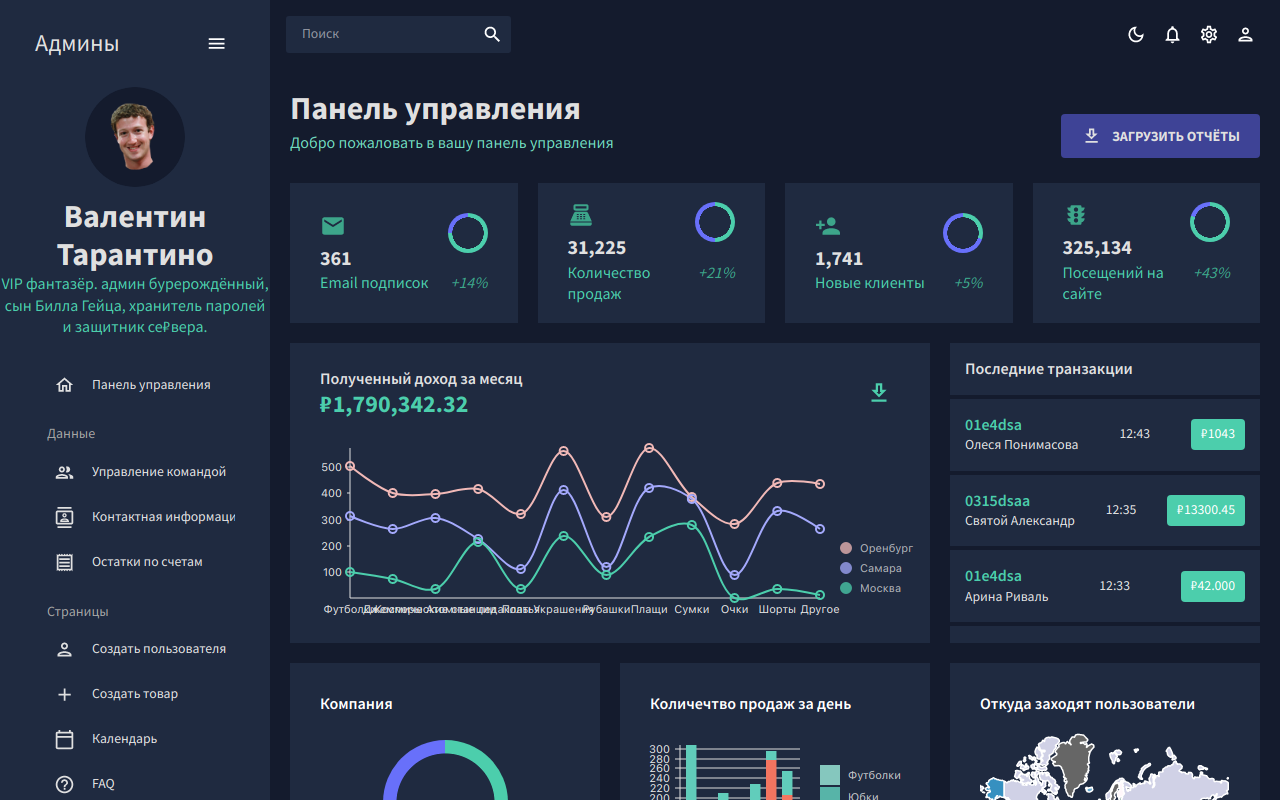 Админы
Поиск
Валентин
Тарантино
VIP фантазёр. админ бурерождённый,
сын Билла Гейца, хранитель паролей
и защитник се₽вера.
Панель управления
Данные
Управление командой
Контактная информаци
Остатки по счетам
Страницы
Создать пользователя
Создать товар
Календарь
FAQ
Панель управления
Добро пожаловать в вашу панель управления
ЗАГРУЗИТЬ ОТЧЁТЫ
361
Email подписок
+14%
31,225
Количество
продаж
+21%
1,741
Новые клиенты
+5%
325,134
Посещений на
сайте
+43%
Полученный доход за месяц
₽1,790,342.32
500
400
300
200
100
Украшения
Рубашки
Плащи
Сумки
Очки
Шорты
Другое
Оренбург
Самара
Москва
Последние транзакции
01e4dsa
Олеся Понимасова
12:43
₽1043
0315dsaa
Святой Александр
12:35
₽13300.45
01e4dsa
Арина Риваль
12:33
₽42.000
Компания
Количечтво продаж за день
300
280
260
240
220
200
Футболки
Юбки
Откуда заходят пользователи